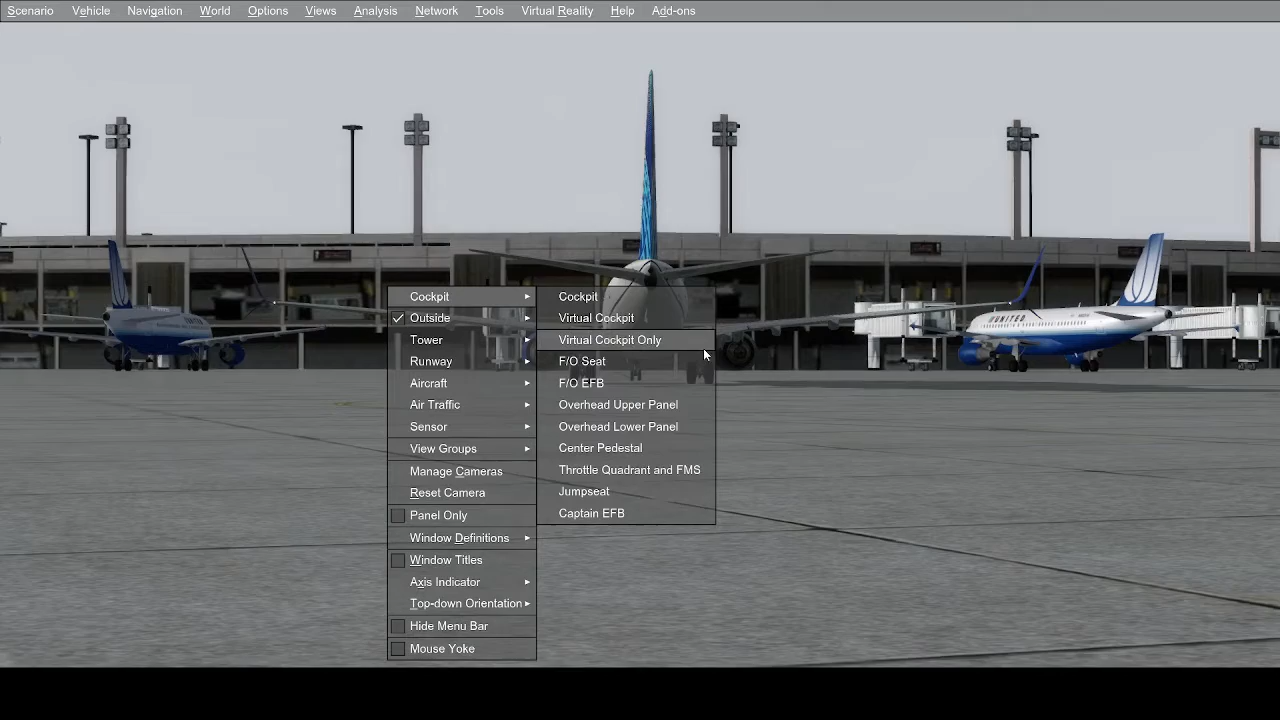 Scenario Vehicle Navigation World Options Views Analysis Network Tools Virtual Reality Help Add-ons
Cockpit
Outside
Tower
Runway
Aircraft
Air Traffic
Sensor
View Groups
Manage Cameras
Reset Camera
Panel Only
Window Definitions
Window Titles
Axis Indicator
Top-down Orientation
Hide Menu Bar
Mouse Yoke
Cockpit
Virtual Cockpit
Virtual Cockpit Only
F/O Seat
F/O EFB
Overhead Upper Panel
Overhead Lower Panel
Center Pedestal
Throttle Quadrant and FMS
Jumpseat
Captain EFB
UNITED